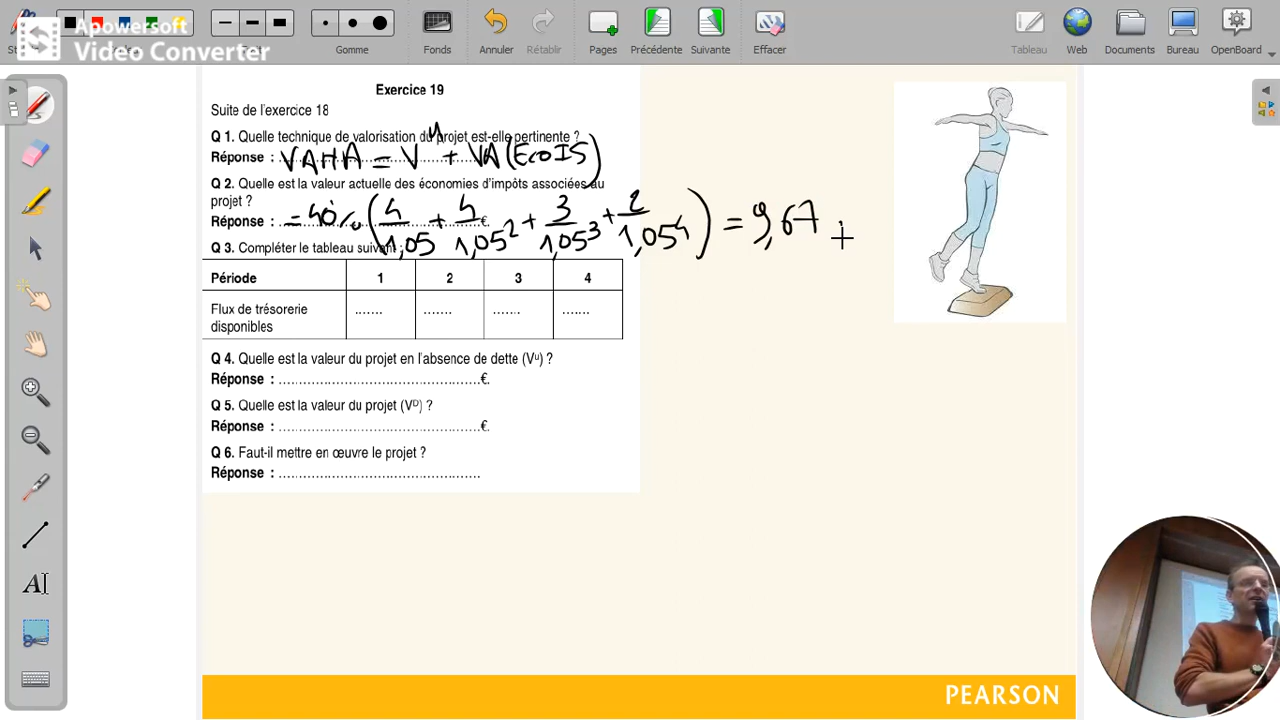 Apowersoft
Video Converter
Gomme
Fonds
Annuler
Rétablir
Pages
Précédente
Suivante
Effacer
Tableau
Web
Documents
Bureau
OpenBoard
Exercice 19
Suite de l'exercice 18
Q 1. Quelle technique de valorisation du projet est-elle pertinente ?
Réponse : VAHA = Vᵘ + VA (EcoIS)
Q 2. Quelle est la valeur actuelle des économies d'impôts associées au
projet ?
Réponse : = 40% (4/1,05 + 4/1,05² + 3/1,05³ + 2/1,05⁴) = 9,67
€.
Q 3. Compléter le tableau suivant :
Période 1 2 3 4
Flux de trésorerie
disponibles ....... ....... ....... .......
Q 4. Quelle est la valeur du projet en l'absence de dette (Vᵘ) ?
Réponse : ................................................€.
Q 5. Quelle est la valeur du projet (Vᴰ) ?
Réponse : ................................................€.
Q 6. Faut-il mettre en œuvre le projet ?
Réponse : ................................................
PEARSON